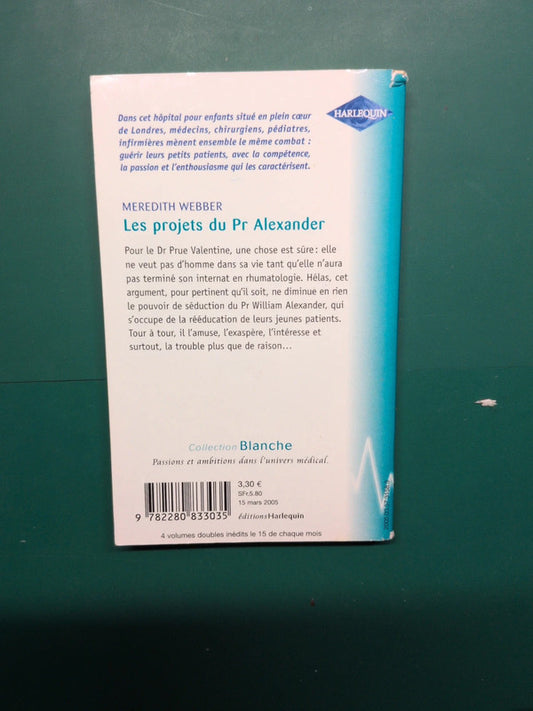 HARLEQUIN
Dans cet hôpital pour enfants situé en plein cœur
de Londres, médecins, chirurgiens, pédiatres,
infirmières mènent ensemble le même combat :
guérir leurs petits patients, avec la compétence,
la passion et l'enthousiasme qui les caractérisent.
MEREDITH WEBBER
Les projets du Pr Alexander
Pour le Dr Prue Valentine, une chose est sûre : elle
ne veut pas d'homme dans sa vie tant qu'elle n'aura
pas terminé son internat en rhumatologie. Hélas, cet
argument, pour pertinent qu'il soit, ne diminue en rien
le pouvoir de séduction du Pr William Alexander, qui
s'occupe de la rééducation de leurs jeunes patients.
Tour à tour, il l'amuse, l'exaspère, l'intéresse et
surtout, la trouble plus que de raison...
Collection Blanche
Passions et ambitions dans l'univers médical.
3,30 €
SFr.5.80
15 mars 2005
éditionsHarlequin
9 782280 833035
4 volumes doubles inédits le 15 de chaque mois